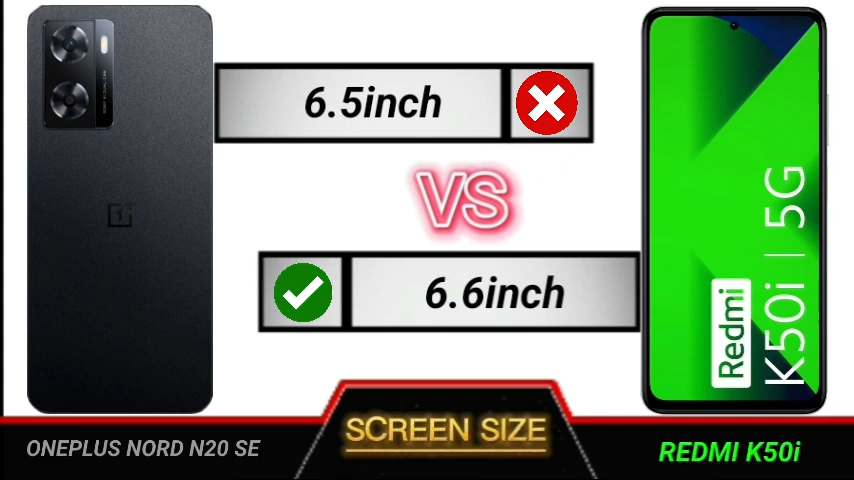 6.5inch
VS
6.6inch
Redmi
K50i | 5G
SCREEN SIZE
ONEPLUS NORD N20 SE
REDMI K50i